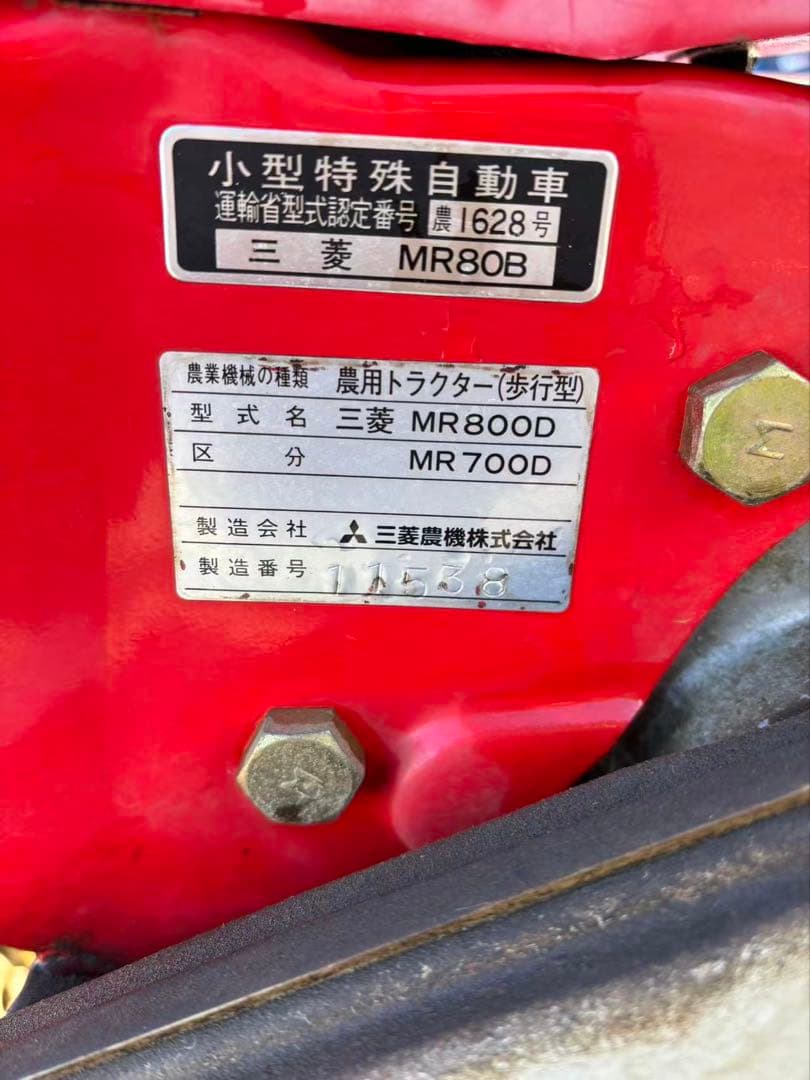 小型特殊自動車
運輸省型式認定番号 農1628号
三菱 MR80B
農業機械の種類 農用トラクター(歩行型)
型式名 三菱 MR800D
区分 MR700D
製造会社 三菱農機株式会社
製造番号 11538